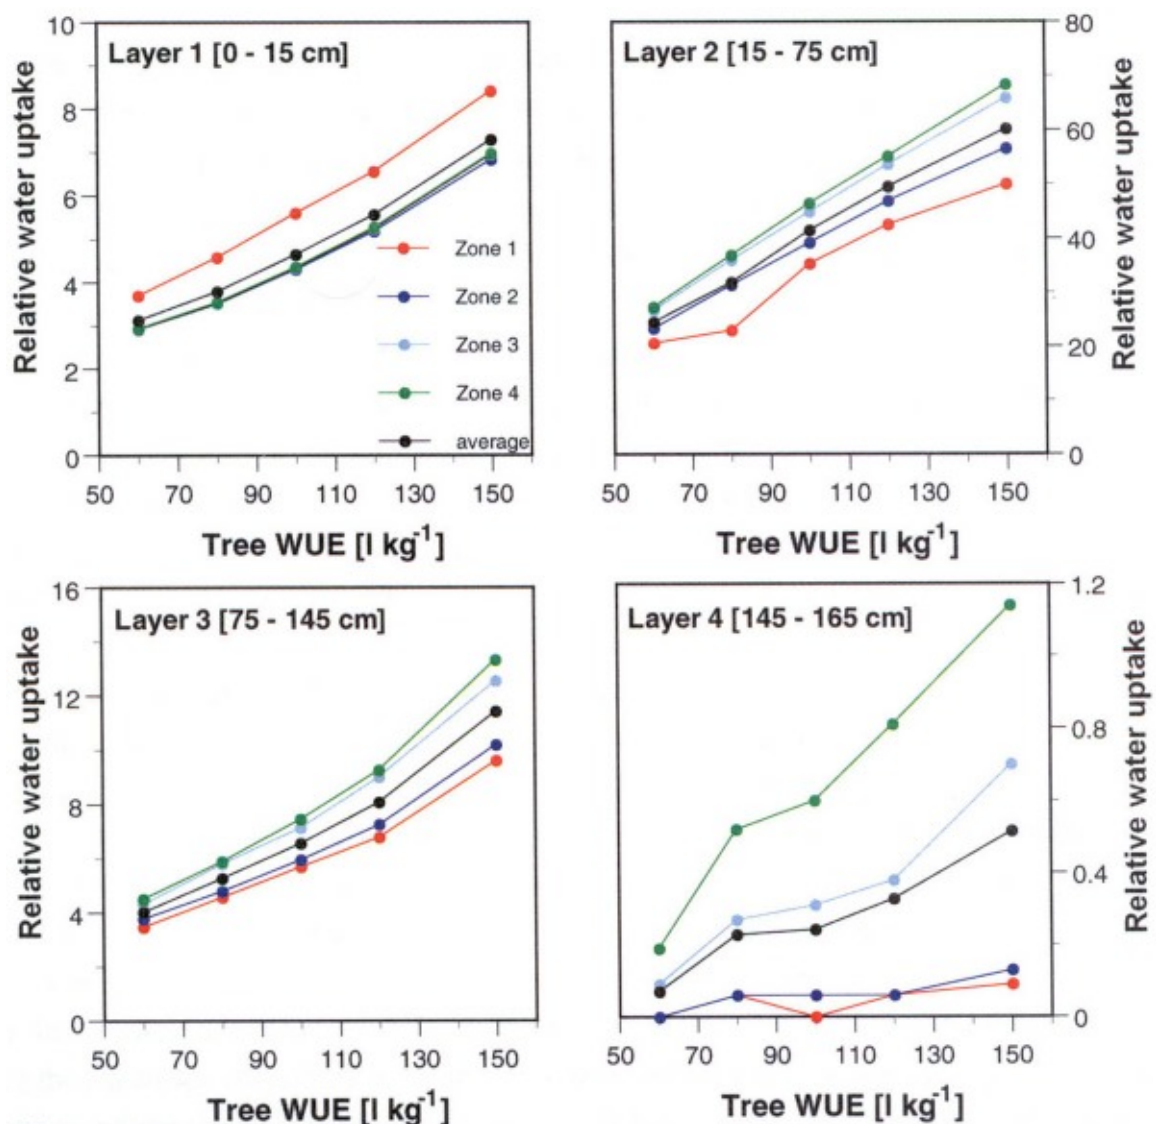 Layer 1 [0 - 15 cm]
Relative water uptake
10
8
6
4
2
0
50 70 90 110 130 150
Tree WUE [l kg-1]
Zone 1
Zone 2
Zone 3
Zone 4
average
Layer 2 [15 - 75 cm]
Relative water uptake
80
60
40
20
0
50 70 90 110 130 150
Tree WUE [l kg-1]
Layer 3 [75 - 145 cm]
Relative water uptake
16
12
8
4
0
50 70 90 110 130 150
Tree WUE [l kg-1]
Layer 4 [145 - 165 cm]
Relative water uptake
1.2
0.8
0.4
0
50 70 90 110 130 150
Tree WUE [l kg-1]